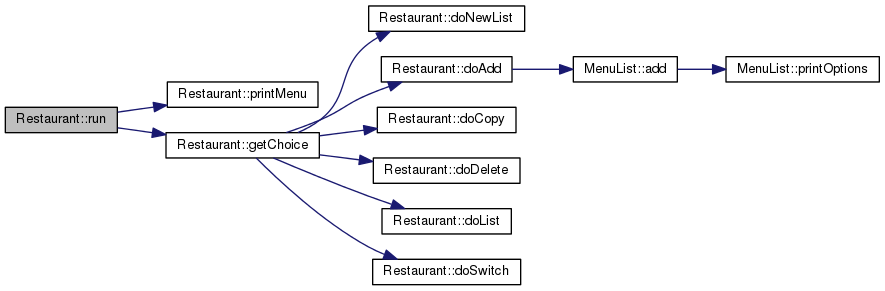 Restaurant::run
Restaurant::printMenu
Restaurant::getChoice
Restaurant::doNewList
Restaurant::doAdd
MenuList::add
MenuList::printOptions
Restaurant::doCopy
Restaurant::doDelete
Restaurant::doList
Restaurant::doSwitch